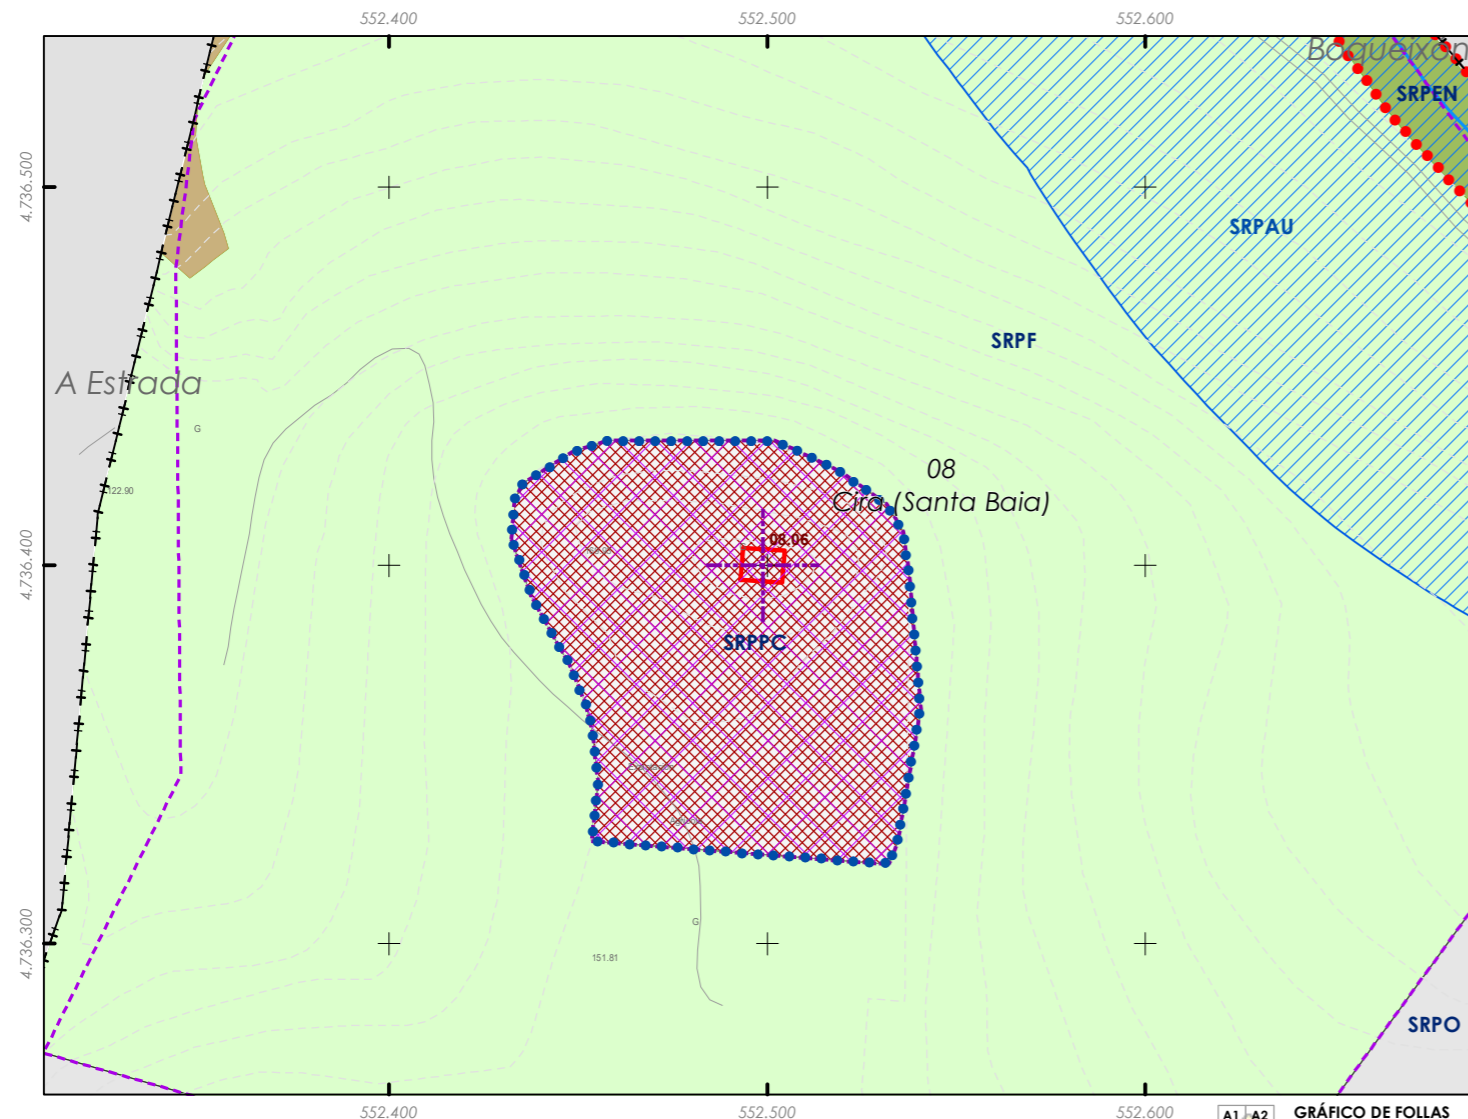 552.400
552.500
552.600
Boqueixón
SRPEN
4.736.500
SRPAU
SRPF
A Estrada
G
122.90
08
Cira (Santa Baia)
08.06
4.736.400
SRPPC
G
151.81
4.736.300
SRPO
552.400
552.500
552.600
A1 A2
GRÁFICO DE FOLLAS